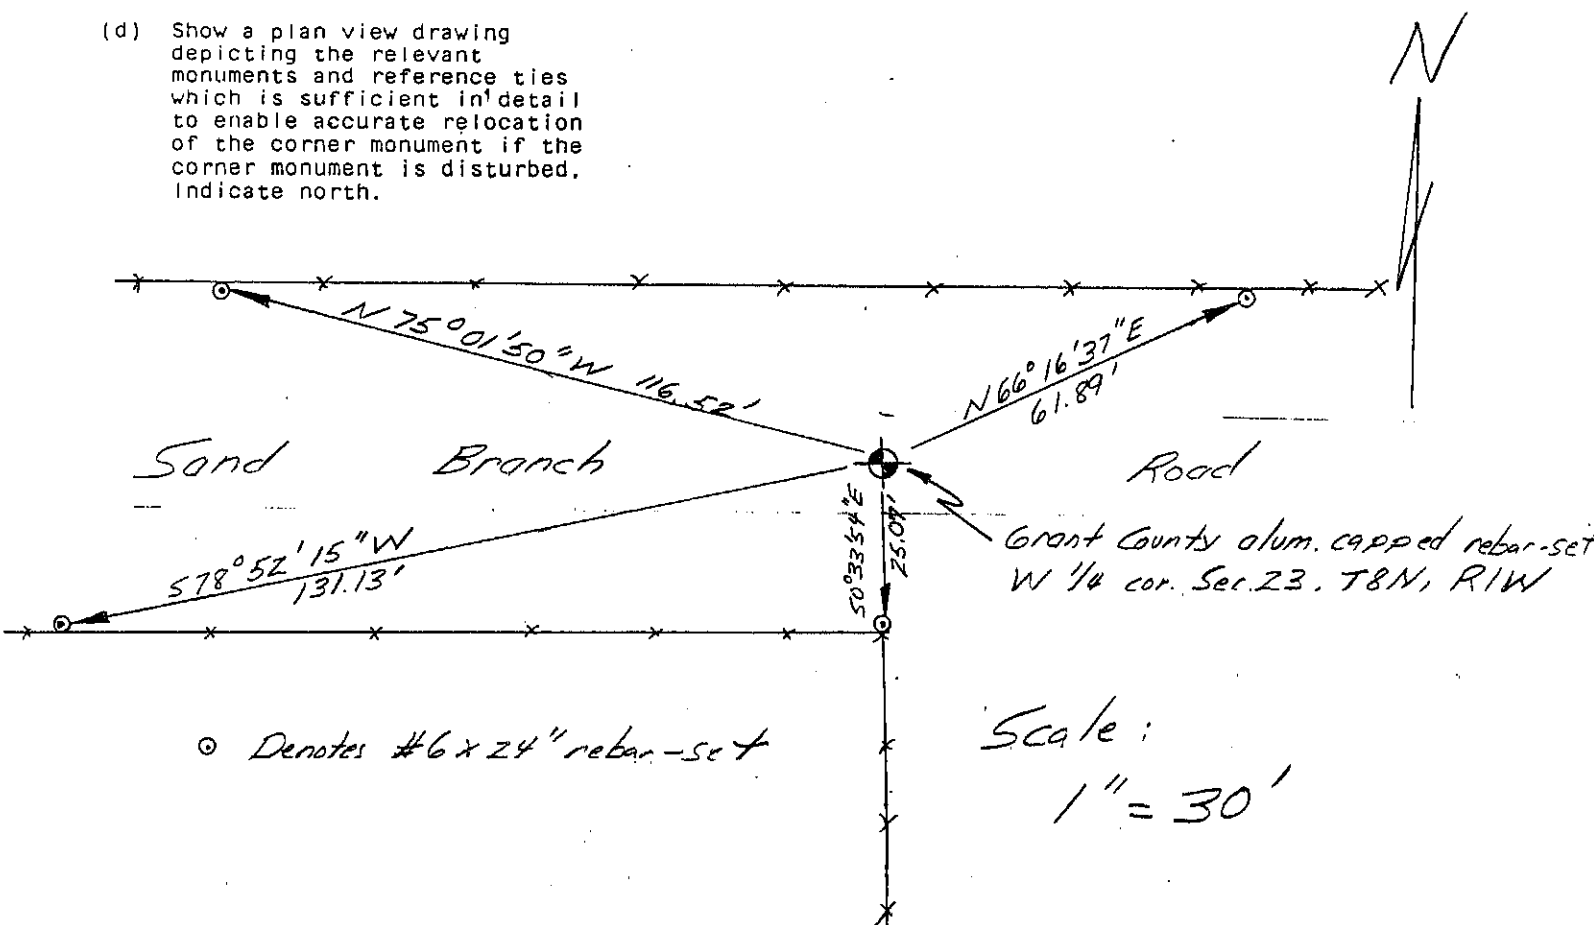 (d) Show a plan view drawing
depicting the relevant
monuments and reference ties
which is sufficient in detail
to enable accurate relocation
of the corner monument if the
corner monument is disturbed.
Indicate north.
N
N 75° 01' 50" W 116.52'
N 66° 16' 37" E
61.89'
Sand Branch Road
S 0° 33' 54" E
25.07'
S 78° 52' 15" W
131.13'
Grant County alum. capped rebar-set
W 1/4 cor. Sec. 23. T8N, R1W
⊙ Denotes #6 x 24" rebar-set
Scale:
1" = 30'